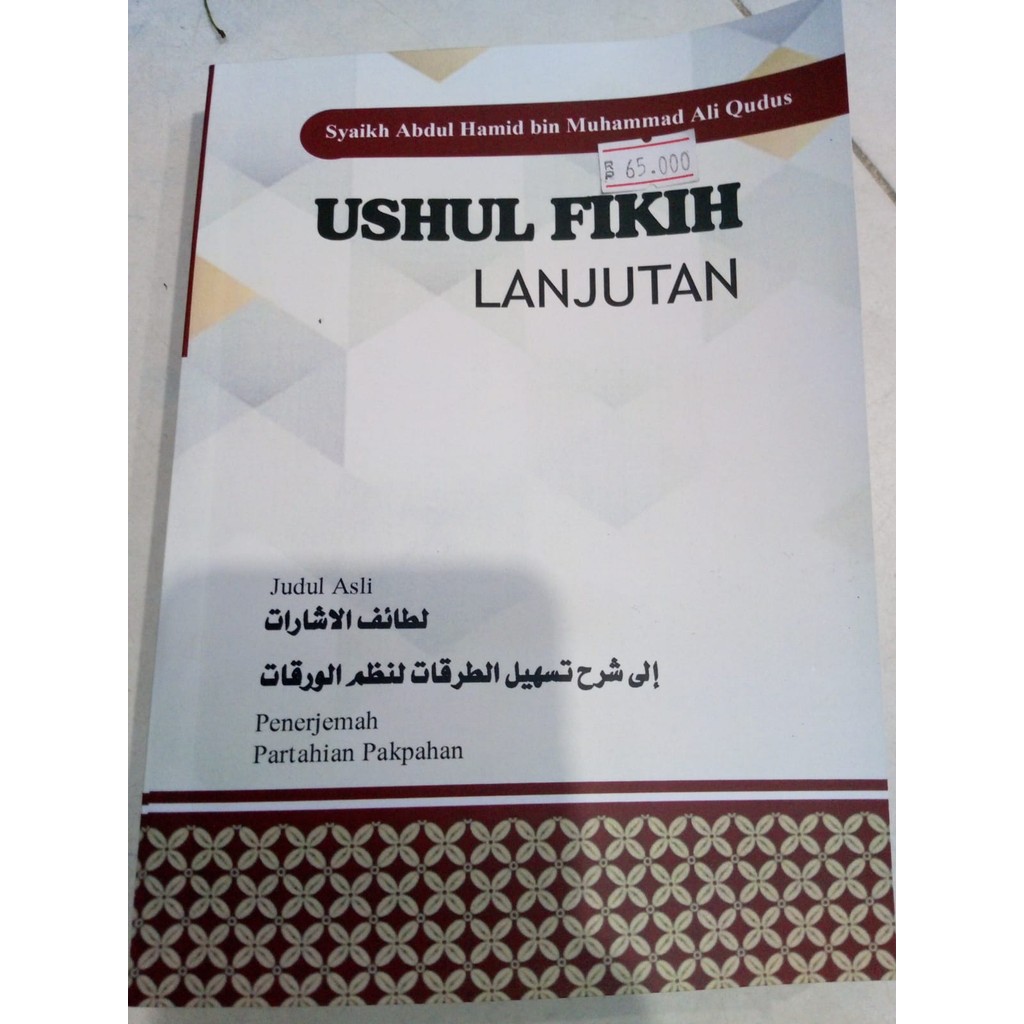 Syaikh Abdul Hamid bin Muhammad Ali Qudus
RP 65.000
USHUL FIKIH
LANJUTAN
Judul Asli
لطائف الاشارات
إلى شرح تسهيل الطرقات لنظم الورقات
Penerjemah
Partahian Pakpahan